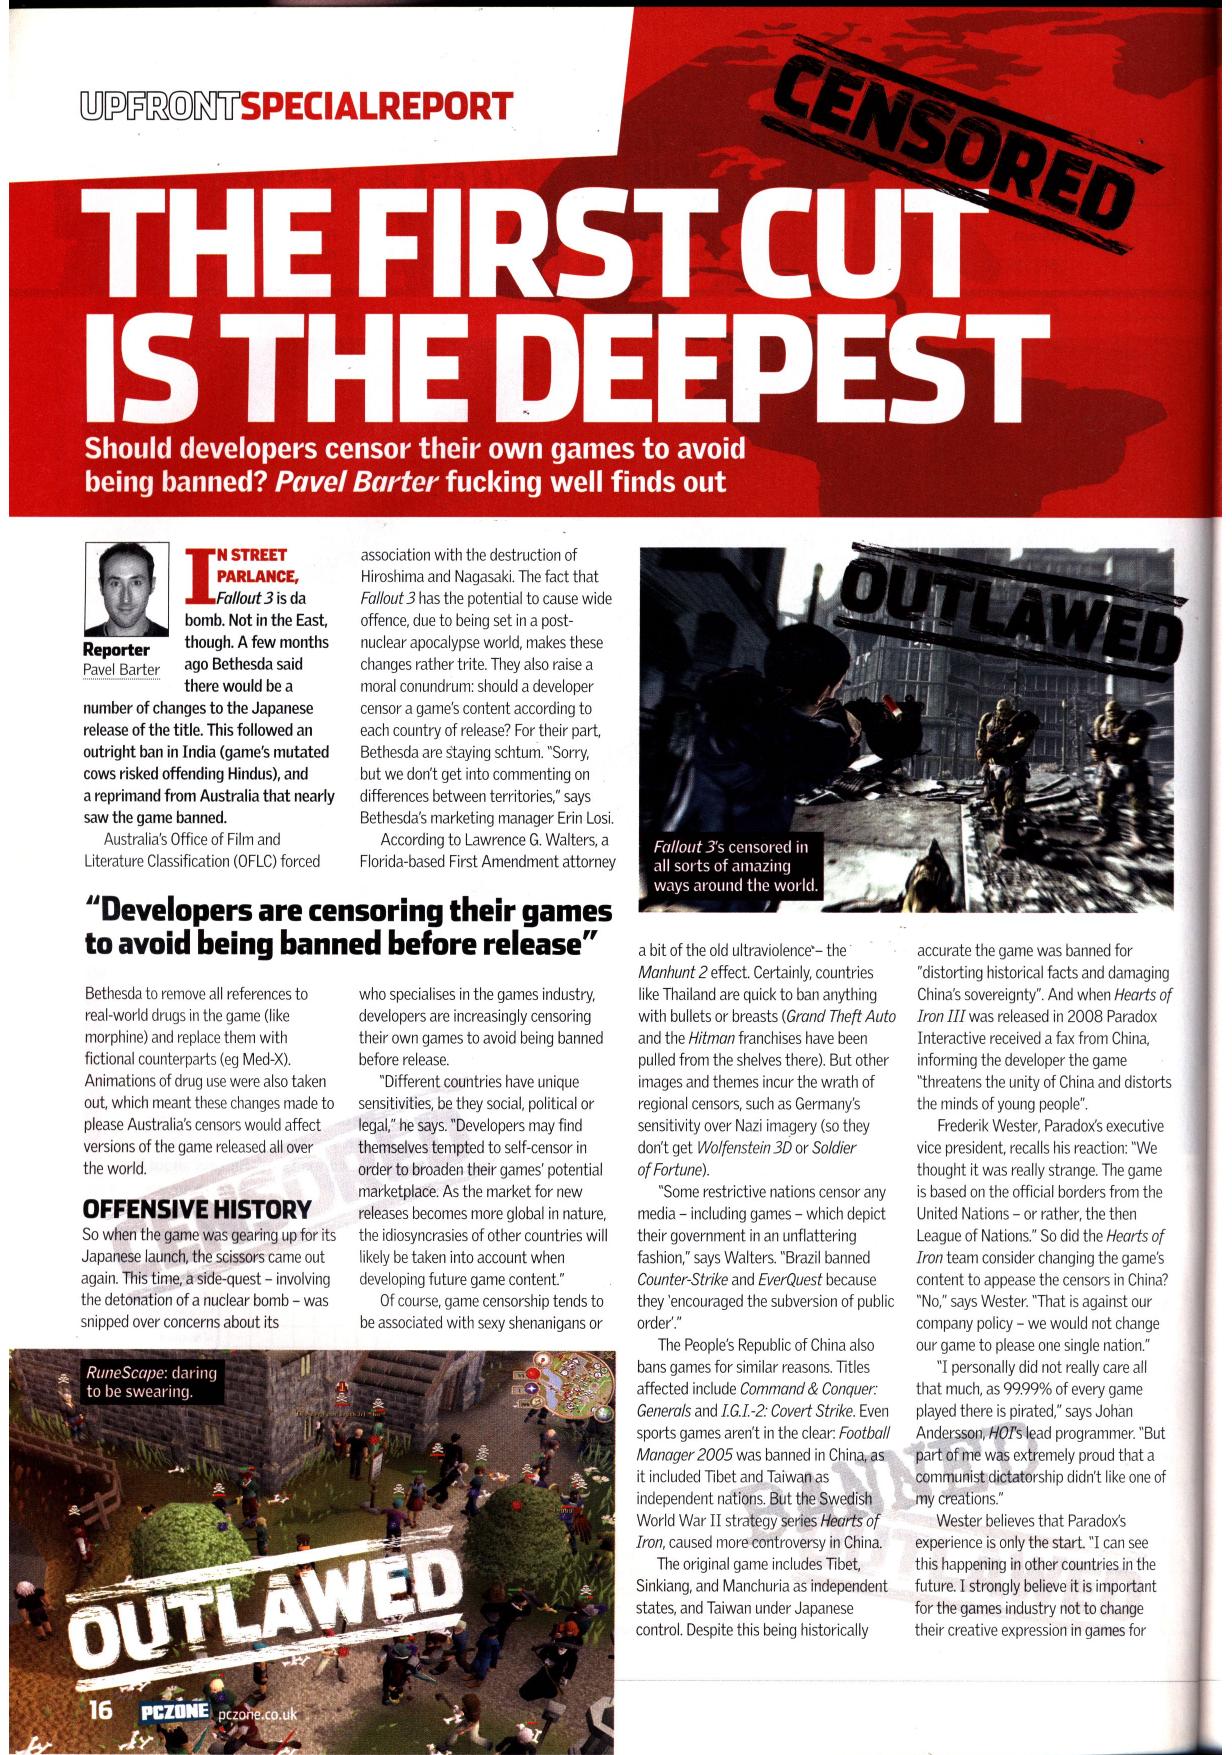 UPFRONTSPECIALREPORT
CENSORED
THE FIRST CUT
IS THE DEEPEST
Should developers censor their own games to avoid
being banned? Pavel Barter fucking well finds out
Reporter
Pavel Barter
IN STREET
PARLANCE,
Fallout 3 is da
bomb. Not in the East,
though. A few months
ago Bethesda said
there would be a
number of changes to the Japanese
release of the title. This followed an
outright ban in India (game's mutated
cows risked offending Hindus), and
a reprimand from Australia that nearly
saw the game banned.
Australia's Office of Film and
Literature Classification (OFLC) forced
"Developers are censoring their games
to avoid being banned before release"
Bethesda to remove all references to
real-world drugs in the game (like
morphine) and replace them with
fictional counterparts (eg Med-X).
Animations of drug use were also taken
out, which meant these changes made to
please Australia's censors would affect
versions of the game released all over
the world.
CENSORED
OFFENSIVE HISTORY
So when the game was gearing up for its
Japanese launch, the scissors came out
again. This time, a side-quest – involving
the detonation of a nuclear bomb – was
snipped over concerns about its
association with the destruction of
Hiroshima and Nagasaki. The fact that
Fallout 3 has the potential to cause wide
offence, due to being set in a post-
nuclear apocalypse world, makes these
changes rather trite. They also raise a
moral conundrum: should a developer
censor a game's content according to
each country of release? For their part,
Bethesda are staying schtum. "Sorry,
but we don't get into commenting on
differences between territories," says
Bethesda's marketing manager Erin Losi.
According to Lawrence G. Walters, a
Florida-based First Amendment attorney
who specialises in the games industry,
developers are increasingly censoring
their own games to avoid being banned
before release.
"Different countries have unique
sensitivities, be they social, political or
legal," he says. "Developers may find
themselves tempted to self-censor in
order to broaden their games' potential
marketplace. As the market for new
releases becomes more global in nature,
the idiosyncrasies of other countries will
likely be taken into account when
developing future game content."
Of course, game censorship tends to
be associated with sexy shenanigans or
OUTLAWED
Fallout 3's censored in
all sorts of amazing
ways around the world.
a bit of the old ultraviolence – the
Manhunt 2 effect. Certainly, countries
like Thailand are quick to ban anything
with bullets or breasts (Grand Theft Auto
and the Hitman franchises have been
pulled from the shelves there). But other
images and themes incur the wrath of
regional censors, such as Germany's
sensitivity over Nazi imagery (so they
don't get Wolfenstein 3D or Soldier
of Fortune).
"Some restrictive nations censor any
media – including games – which depict
their government in an unflattering
fashion," says Walters. "Brazil banned
Counter-Strike and EverQuest because
they 'encouraged the subversion of public
order'."
The People's Republic of China also
bans games for similar reasons. Titles
affected include Command & Conquer:
Generals and I.G.I.-2: Covert Strike. Even
sports games aren't in the clear: Football
Manager 2005 was banned in China, as
it included Tibet and Taiwan as
independent nations. But the Swedish
World War II strategy series Hearts of
Iron, caused more controversy in China.
The original game includes Tibet,
Sinkiang, and Manchuria as independent
states, and Taiwan under Japanese
control. Despite this being historically
accurate the game was banned for
"distorting historical facts and damaging
China's sovereignty". And when Hearts of
Iron III was released in 2008 Paradox
Interactive received a fax from China,
informing the developer the game
"threatens the unity of China and distorts
the minds of young people".
Frederik Wester, Paradox's executive
vice president, recalls his reaction: "We
thought it was really strange. The game
is based on the official borders from the
United Nations – or rather, the then
League of Nations." So did the Hearts of
Iron team consider changing the game's
content to appease the censors in China?
"No," says Wester. "That is against our
company policy – we would not change
our game to please one single nation."
"I personally did not really care all
that much, as 99.99% of every game
played there is pirated," says Johan
Andersson, HOI's lead programmer. "But
part of me was extremely proud that a
communist dictatorship didn't like one of
my creations."
Wester believes that Paradox's
experience is only the start. "I can see
this happening in other countries in the
future. I strongly believe it is important
for the games industry not to change
their creative expression in games for
BANNED
RuneScape: daring
to be swearing.
OUTLAWED
16 PCZONE pczone.co.uk